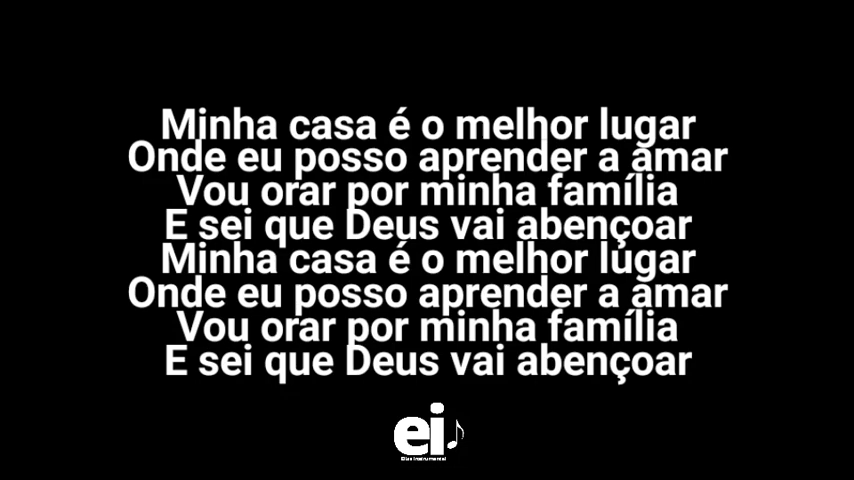 Minha casa é o melhor lugar
Onde eu posso aprender a amar
Vou orar por minha família
E sei que Deus vai abençoar
Minha casa é o melhor lugar
Onde eu posso aprender a amar
Vou orar por minha família
E sei que Deus vai abençoar
ei